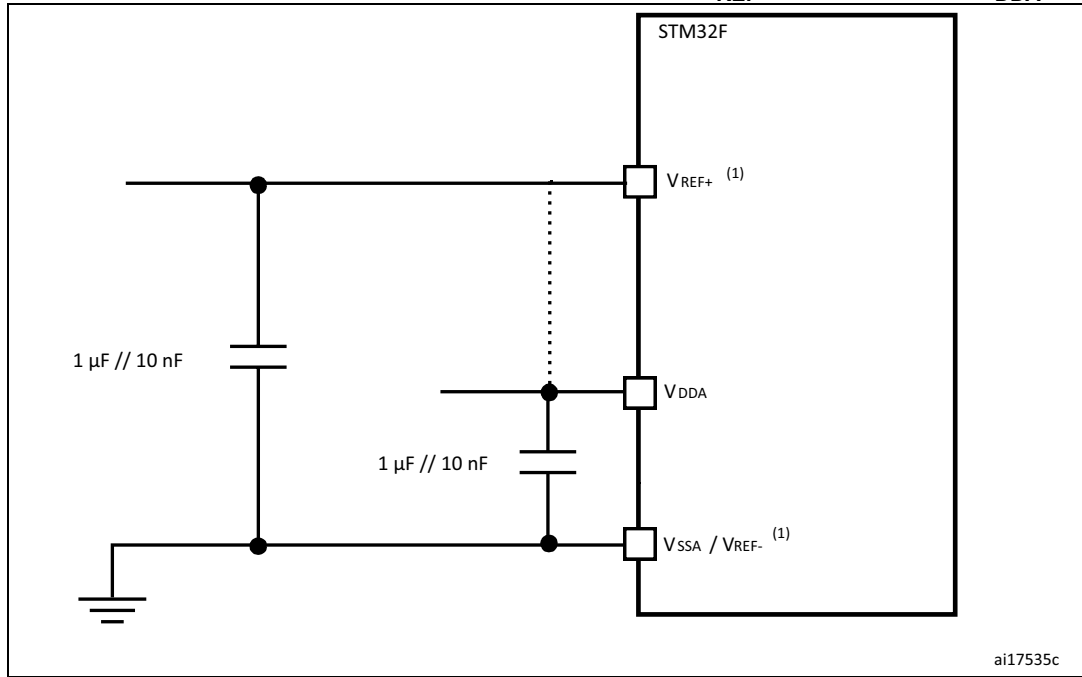 STM32F
VREF+ (1)
1 µF // 10 nF
VDDA
1 µF // 10 nF
VSSA / VREF- (1)
ai17535c